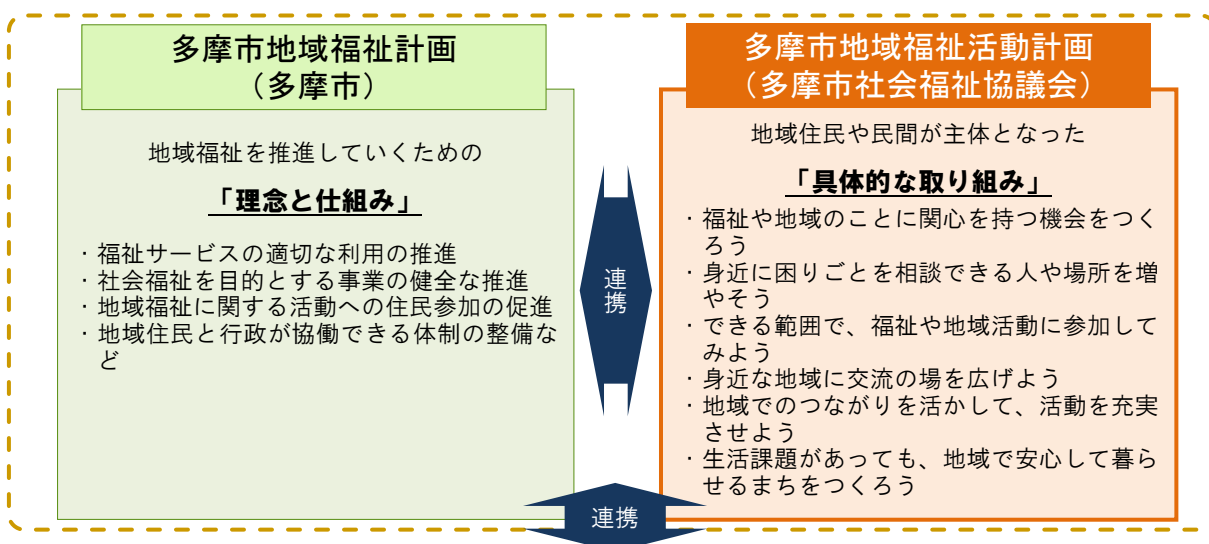 多摩市地域福祉計画
（多摩市）
地域福祉を推進していくための
「理念と仕組み」
・福祉サービスの適切な利用の推進
・社会福祉を目的とする事業の健全な推進
・地域福祉に関する活動への住民参加の促進
・地域住民と行政が協働できる体制の整備な
ど
連携
多摩市地域福祉活動計画
（多摩市社会福祉協議会）
地域住民や民間が主体となった
「具体的な取り組み」
・福祉や地域のことに関心を持つ機会をつく
ろう
・身近に困りごとを相談できる人や場所を増
やそう
・できる範囲で、福祉や地域活動に参加して
みよう
・身近な地域に交流の場を広げよう
・地域でのつながりを活かして、活動を充実
させよう
・生活課題があっても、地域で安心して暮ら
せるまちをつくろう
連携